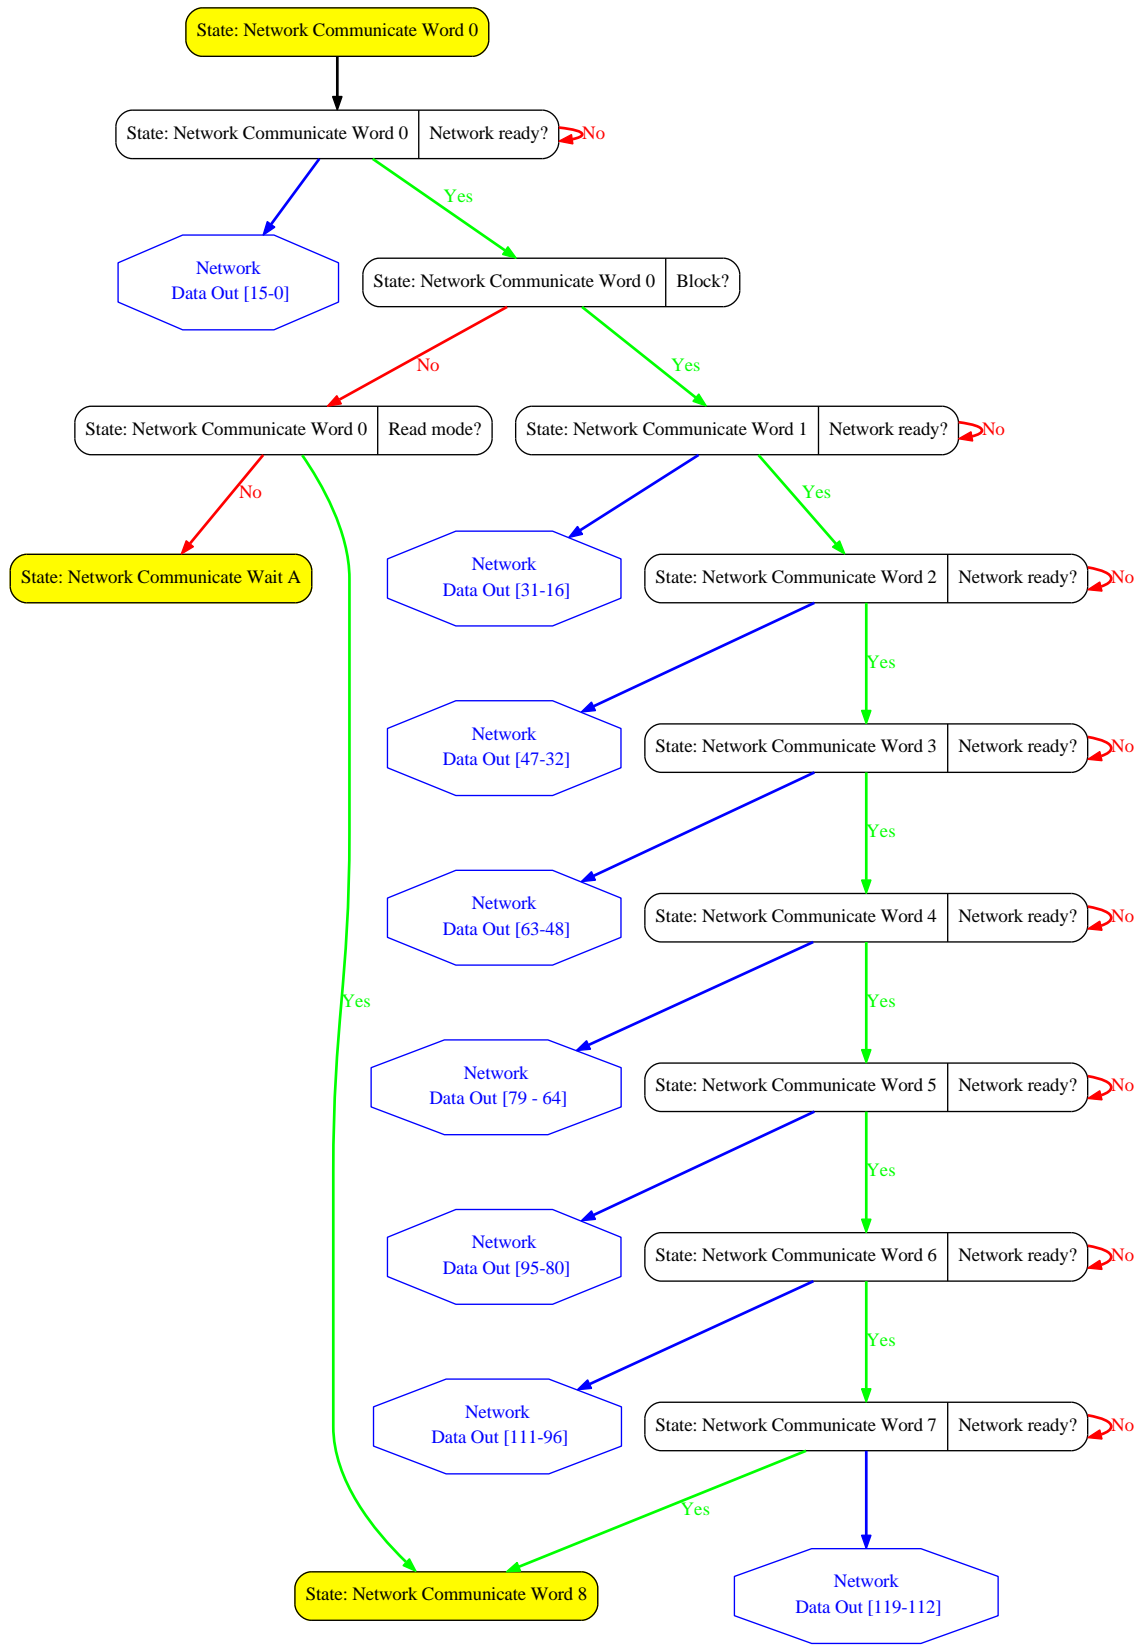 State: Network Communicate Word 0
State: Network Communicate Word 0
Network ready?
No
Yes
Network
Data Out [15-0]
State: Network Communicate Word 0
Block?
No
Yes
State: Network Communicate Word 0
Read mode?
State: Network Communicate Word 1
Network ready?
No
No
Yes
State: Network Communicate Wait A
Network
Data Out [31-16]
State: Network Communicate Word 2
Network ready?
No
Yes
Network
Data Out [47-32]
State: Network Communicate Word 3
Network ready?
No
Yes
Network
Data Out [63-48]
State: Network Communicate Word 4
Network ready?
No
Yes
Yes
Network
Data Out [79 - 64]
State: Network Communicate Word 5
Network ready?
No
Yes
Network
Data Out [95-80]
State: Network Communicate Word 6
Network ready?
No
Yes
Network
Data Out [111-96]
State: Network Communicate Word 7
Network ready?
No
Yes
State: Network Communicate Word 8
Network
Data Out [119-112]